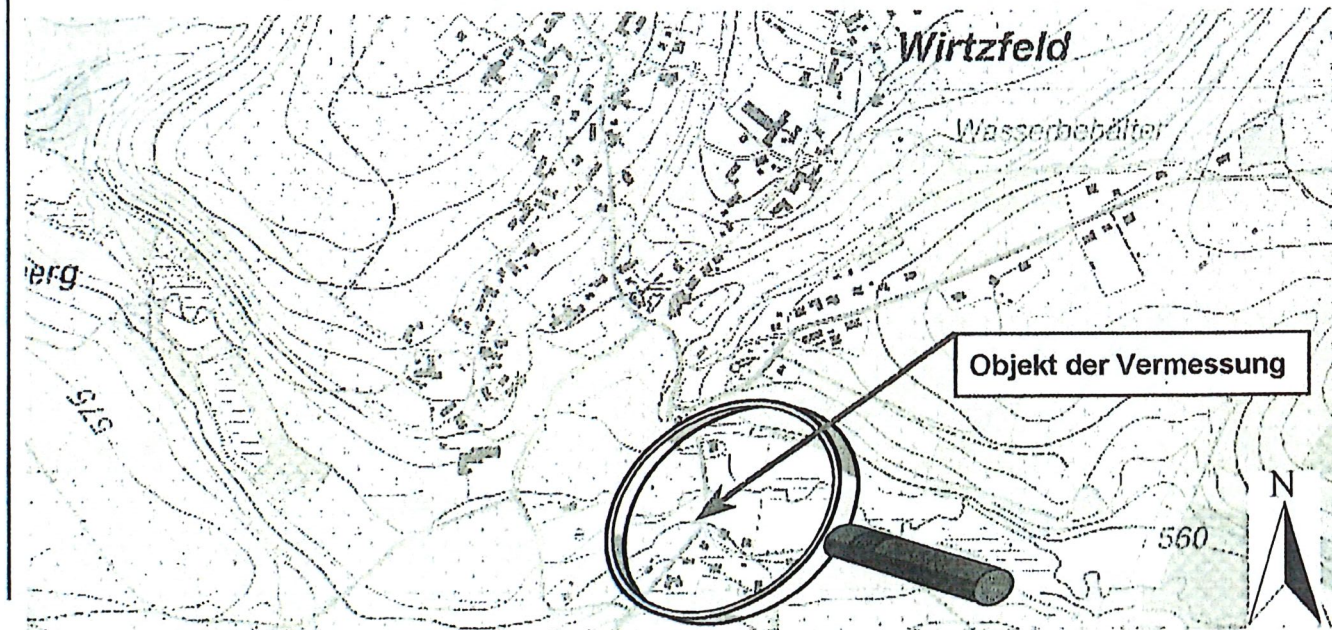 Wirtzfeld
Wasserbehälter
erg
575
Objekt der Vermessung
N
560